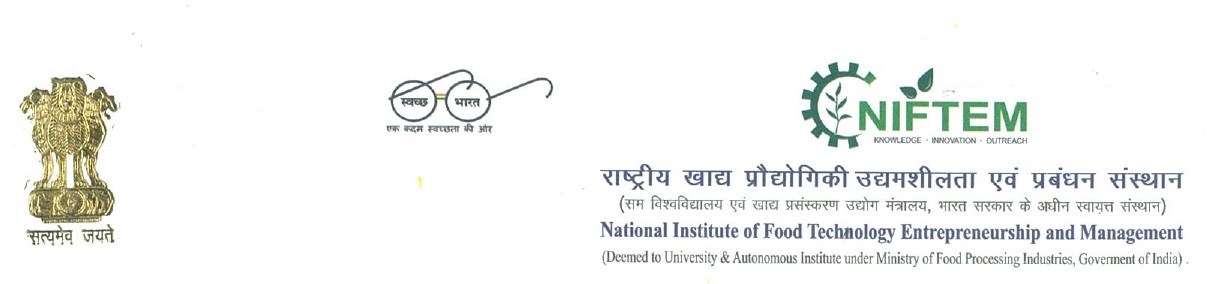 सत्यमेव जयते
स्वच्छ भारत
एक कदम स्वच्छता की ओर
NIFTEM
KNOWLEDGE - INNOVATION - OUTREACH
राष्ट्रीय खाद्य प्रौद्योगिकी उद्यमशीलता एवं प्रबंधन संस्थान
(सम विश्वविद्यालय एवं खाद्य प्रसंस्करण उद्योग मंत्रालय, भारत सरकार के अधीन स्वायत्त संस्थान)
National Institute of Food Technology Entrepreneurship and Management
(Deemed to University & Autonomous Institute under Ministry of Food Processing Industries, Goverment of India) .